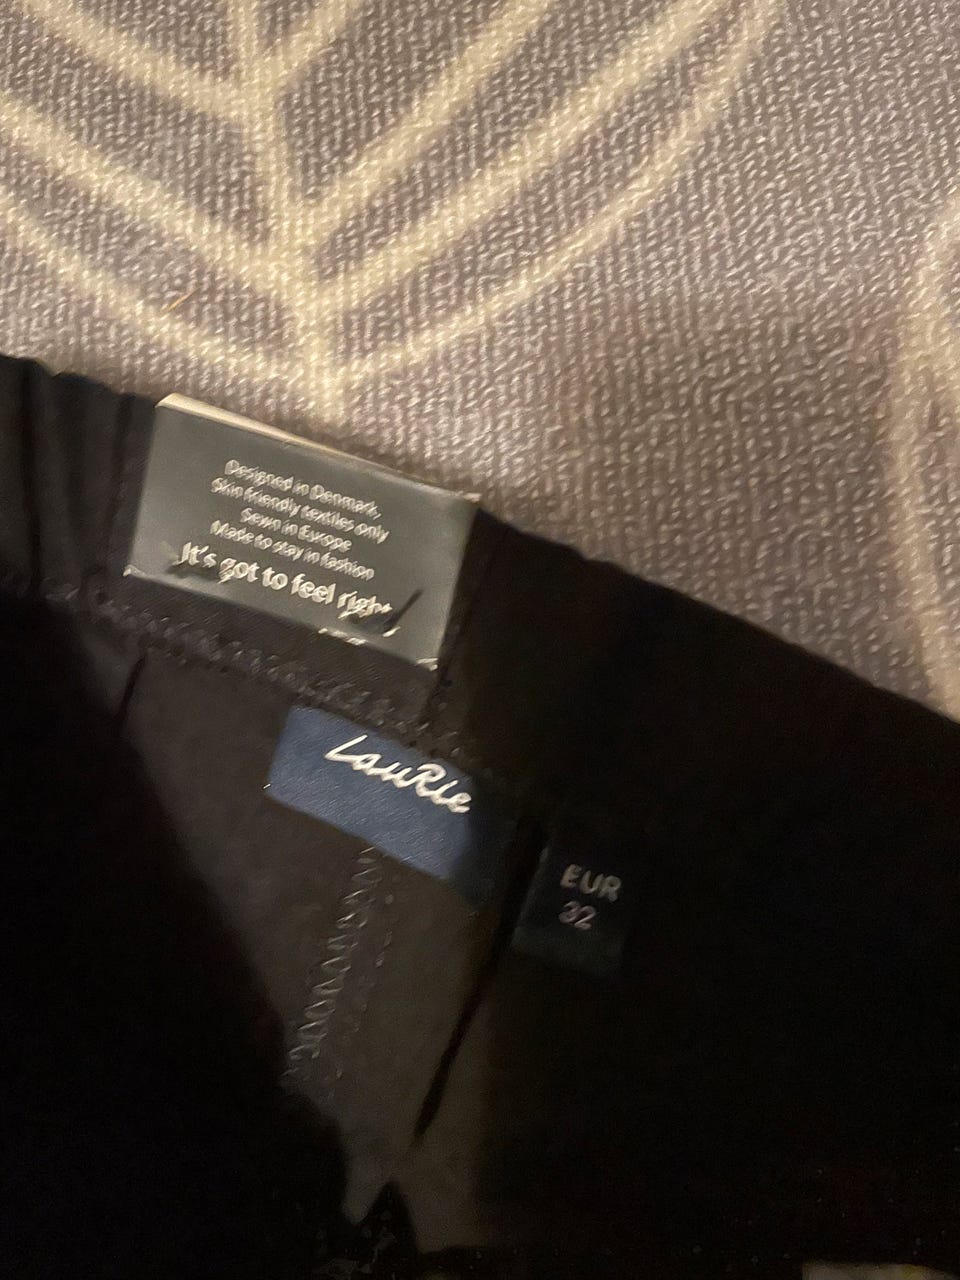 Designed in Denmark,
Skin friendly textiles only
Sewn in Europe
Made to stay in fashion
It's got to feel right
LauRie
EUR
32